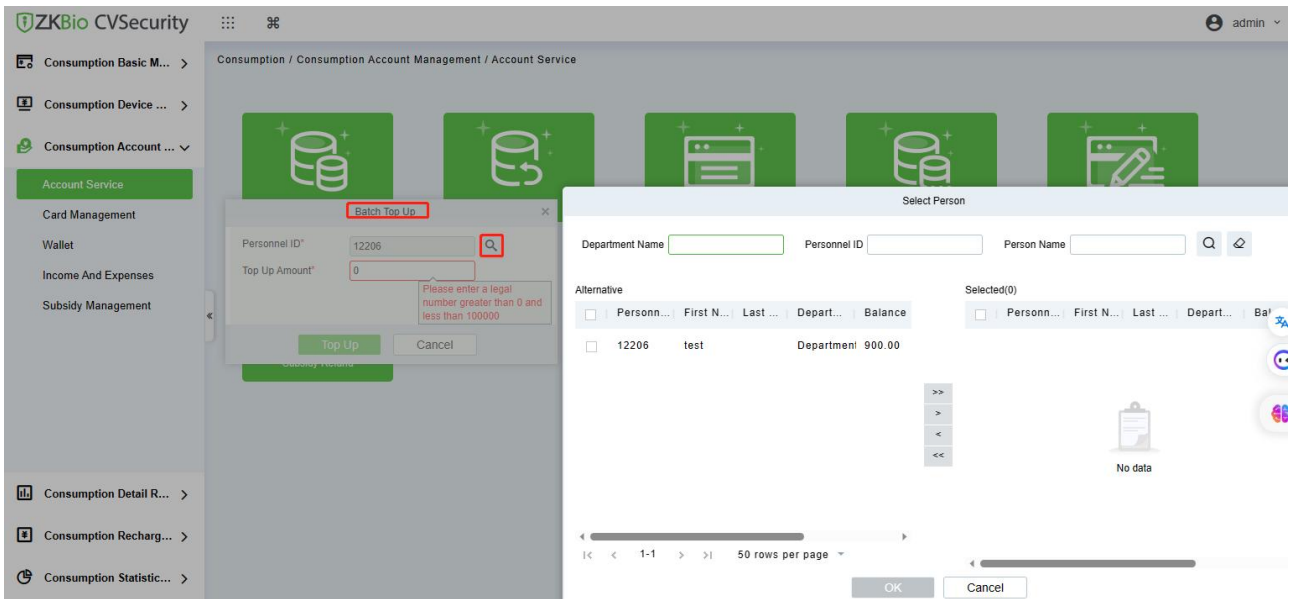 ZKBio CVSecurity
admin
Consumption Basic M...
Consumption Device ...
Consumption Account ...
Account Service
Card Management
Wallet
Income And Expenses
Subsidy Management
Consumption Detail R...
Consumption Recharg...
Consumption Statistic...
Consumption / Consumption Account Management / Account Service
Batch Top Up
Personnel ID*
12206
Top Up Amount*
0
Please enter a legal
number greater than 0 and
less than 100000
Top Up
Cancel
Subsidy Refund
Select Person
Department Name
Personnel ID
Person Name
Alternative
Personn... First N... Last ... Depart... Balance
12206 test Department 900.00
>>
>
<
<<
1-1
50 rows per page
Selected(0)
Personn... First N... Last ... Depart... Bal
No data
OK
Cancel